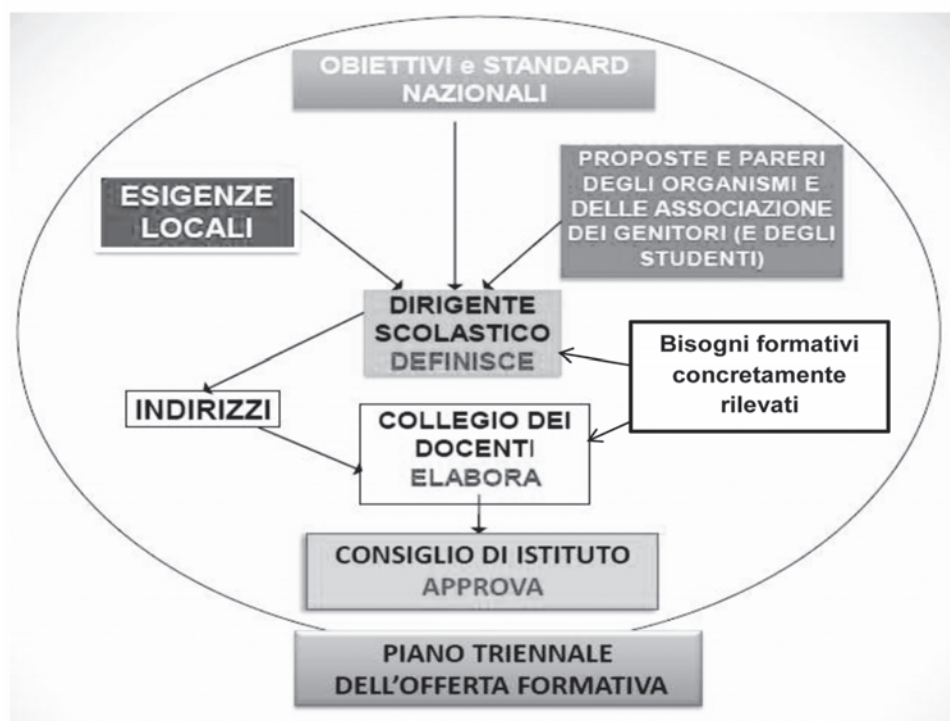 OBIETTIVI e STANDARD
NAZIONALI
PROPOSTE E PARERI
DEGLI ORGANISMI E
DELLE ASSOCIAZIONE
DEI GENITORI (E DEGLI
STUDENTI)
ESIGENZE
LOCALI
DIRIGENTE
SCOLASTICO
DEFINISCE
Bisogni formativi
concretamente
rilevati
INDIRIZZI
COLLEGIO DEI
DOCENTI
ELABORA
CONSIGLIO DI ISTITUTO
APPROVA
PIANO TRIENNALE
DELL'OFFERTA FORMATIVA